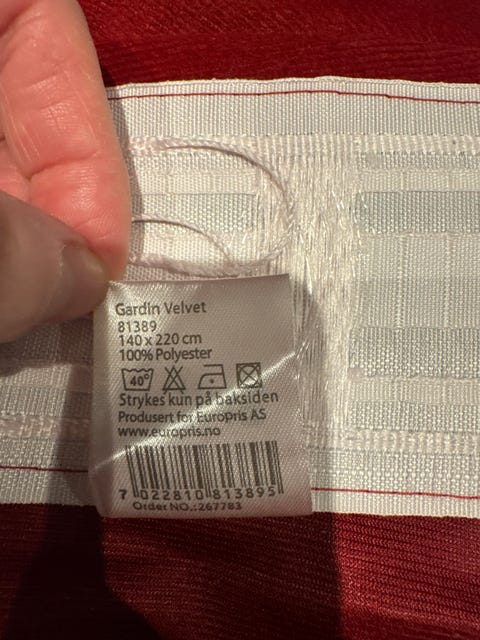 Gardin Velvet
81389
140 x 220 cm
100% Polyester
40°
Strykes kun på baksiden
Produsert for Europris AS
www.europris.no
7 022810 813895
Order NO.:267783